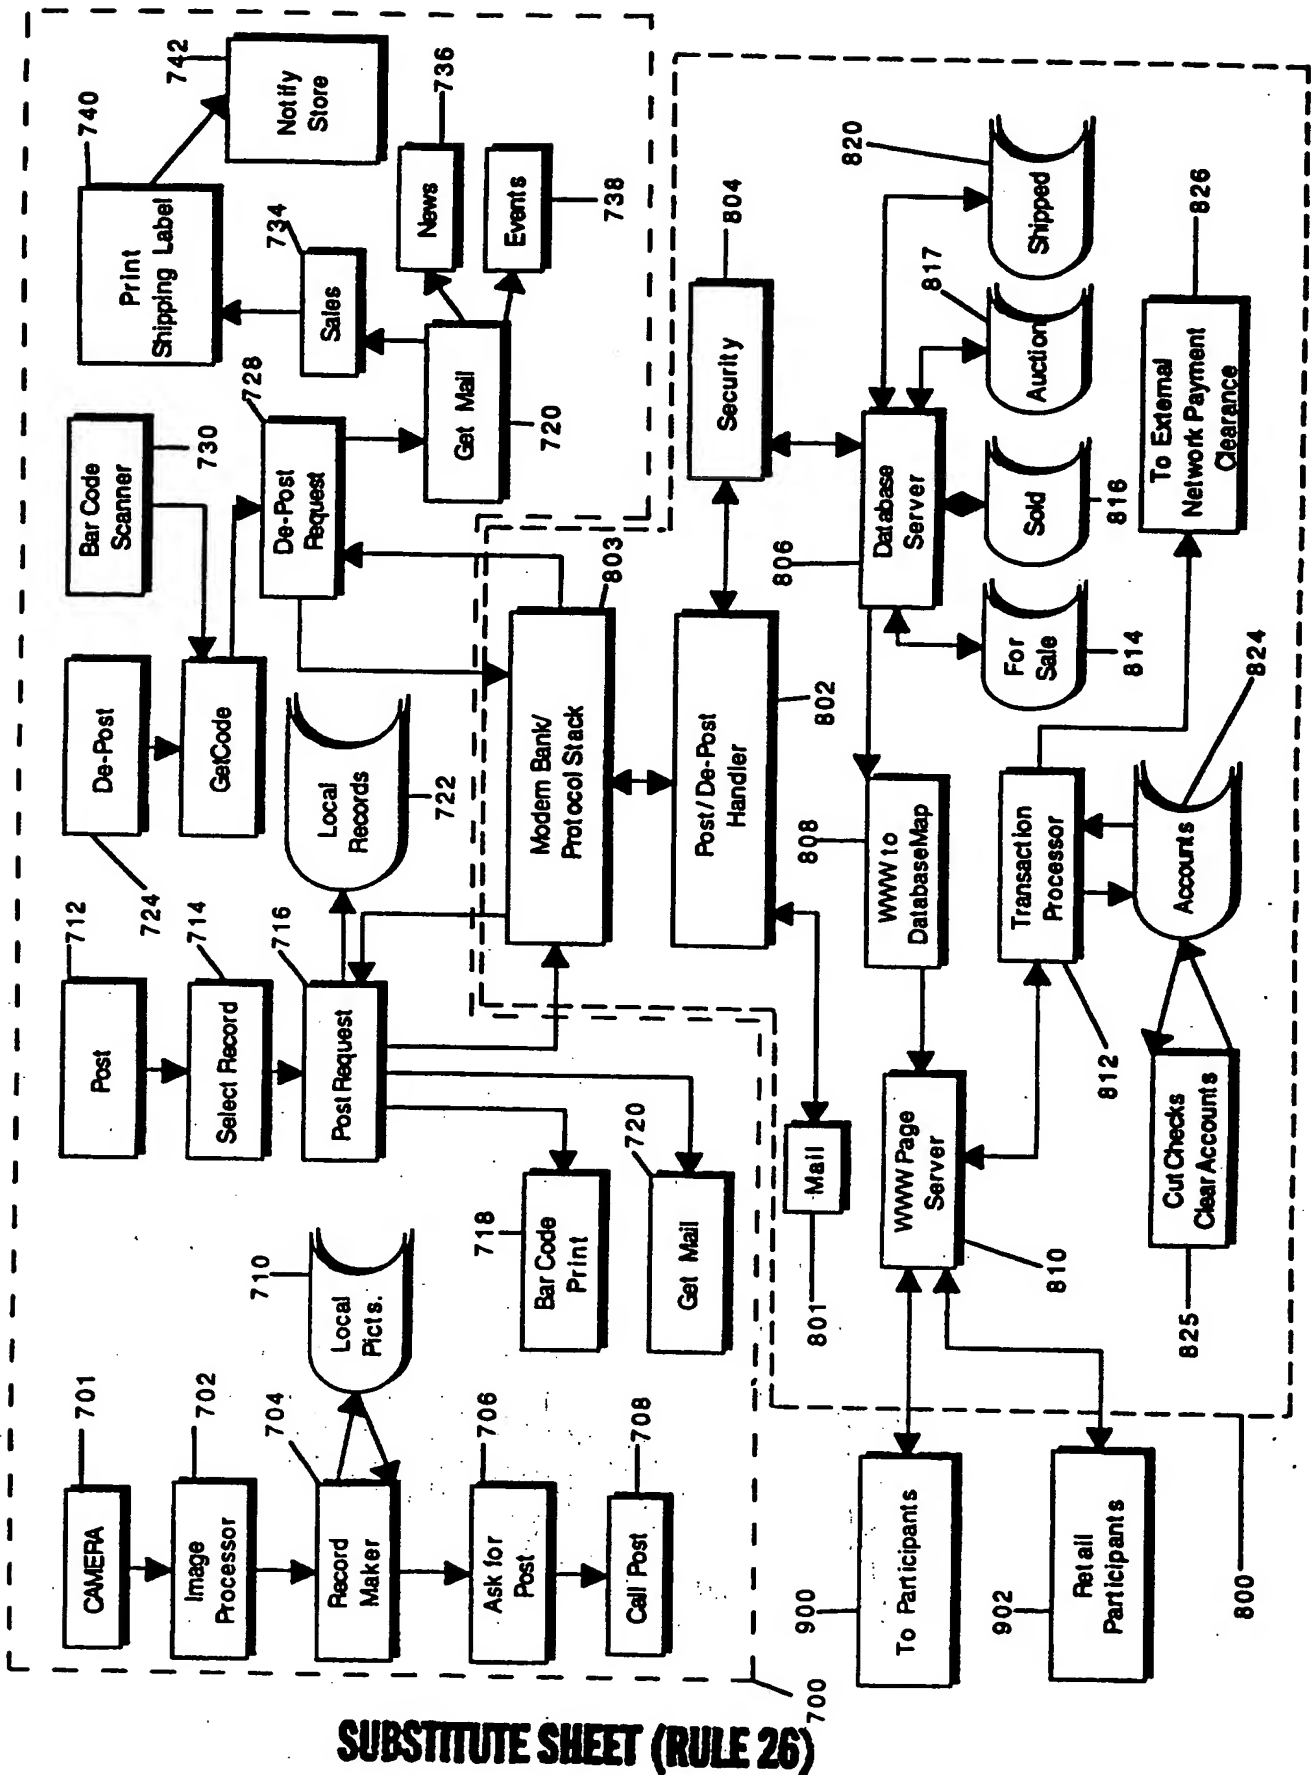 CAMERA
701
Image
Processor
702
Record
Maker
704
Local
Picts.
710
Ask for
Post
706
Call Post
708
Post
712
Select Record
714
Post Request
716
Bar Code
Print
718
Get Mail
720
Local
Records
722
De-Post
724
GetCode
Bar Code
Scanner
730
De-Post
Request
728
Get Mail
720
Sales
734
News
736
Events
738
Print
Shipping Label
740
Notify
Store
742
700
Modem Bank/
Protocol Stack
803
Post/De-Post
Handler
802
Mail
801
Security
804
Database
Server
806
For
Sale
814
Sold
816
Auction
817
Shipped
820
WWW to
DatabaseMap
808
WWW Page
Server
810
Transaction
Processor
812
Accounts
824
Cut Checks
Clear Accounts
825
To External
Network Payment
Clearance
826
To Participants
900
Retail
Participants
902
800
SUBSTITUTE SHEET (RULE 26)